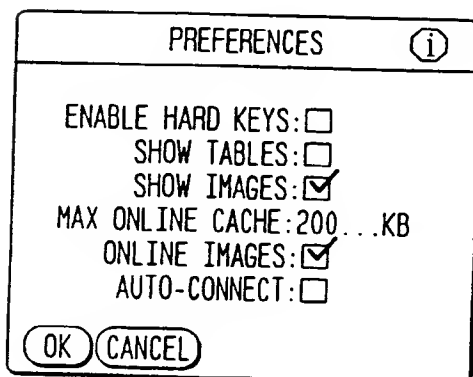 PREFERENCES i
ENABLE HARD KEYS:
SHOW TABLES:
SHOW IMAGES:
MAX ONLINE CACHE:200...KB
ONLINE IMAGES:
AUTO-CONNECT:
OK CANCEL